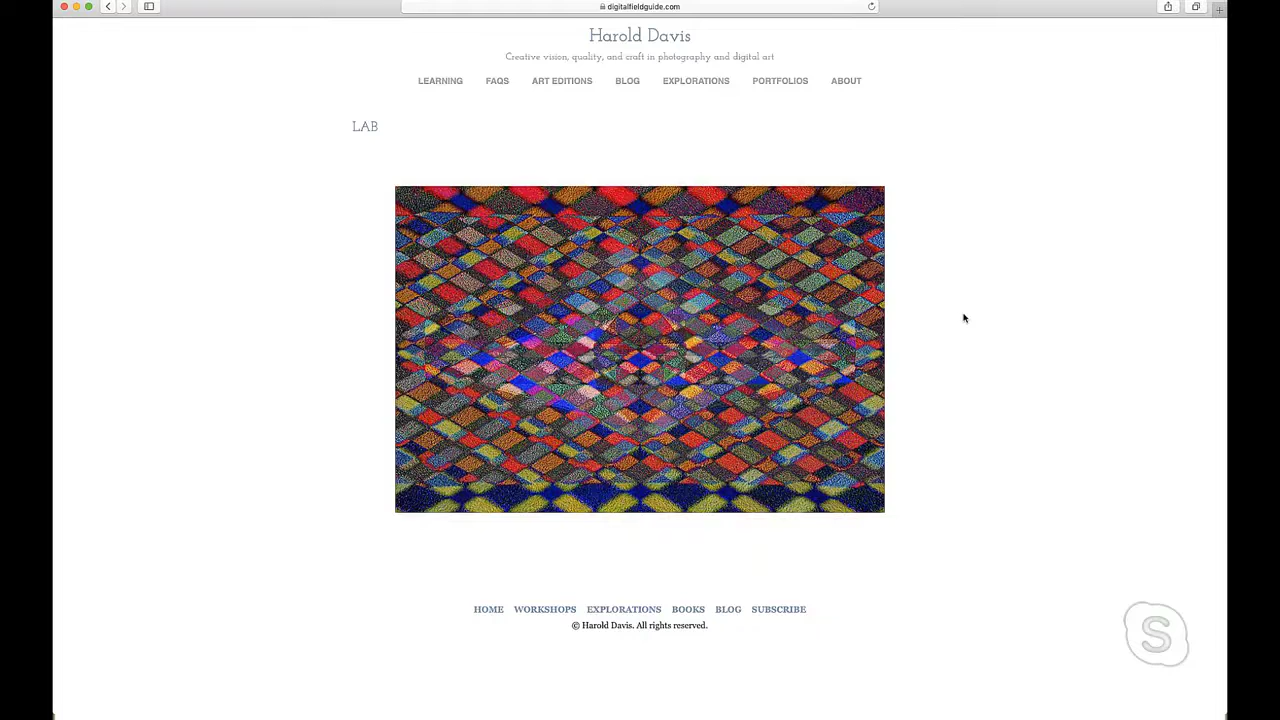 digitalfieldguide.com
Harold Davis
Creative vision, quality, and craft in photography and digital art
LEARNING FAQS ART EDITIONS BLOG EXPLORATIONS PORTFOLIOS ABOUT
LAB
HOME WORKSHOPS EXPLORATIONS BOOKS BLOG SUBSCRIBE
© Harold Davis. All rights reserved.
S